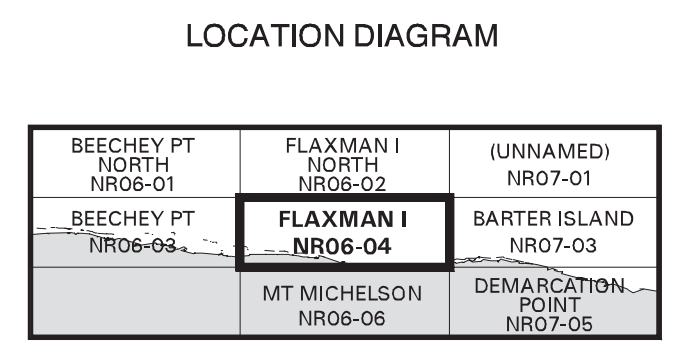 LOCATION DIAGRAM
BEECHEY PT
NORTH
NR06-01
FLAXMAN I
NORTH
NR06-02
(UNNAMED)
NR07-01
BEECHEY PT
NR06-03
FLAXMAN I
NR06-04
BARTER ISLAND
NR07-03
MT MICHELSON
NR06-06
DEMARCATION
POINT
NR07-05